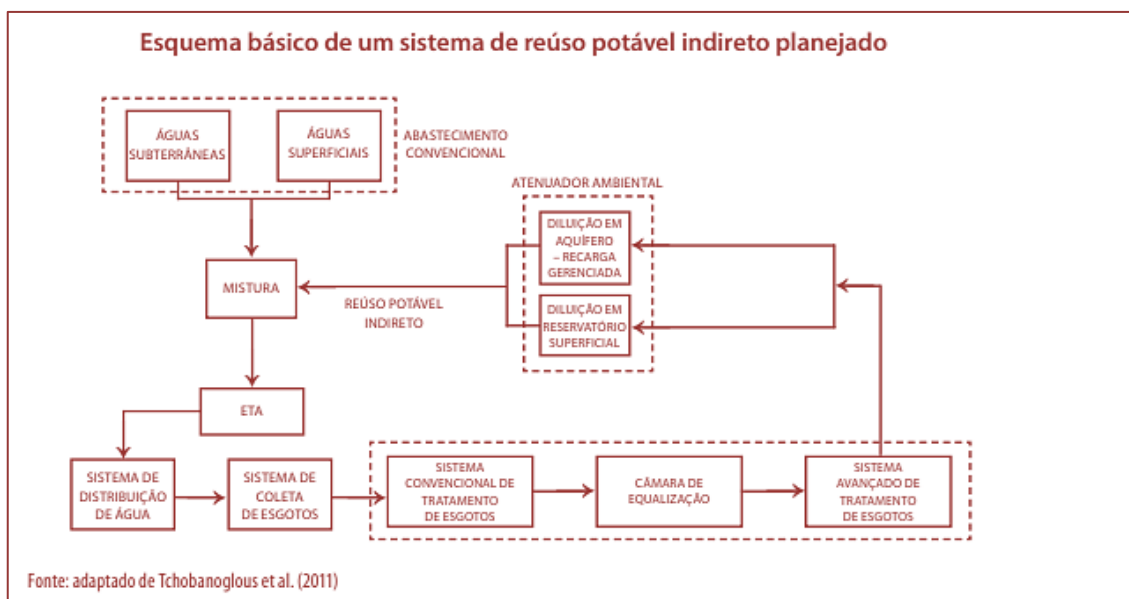 Esquema básico de um sistema de reúso potável indireto planejado
ÁGUAS
SUBTERRÂNEAS
ÁGUAS
SUPERFICIAIS
ABASTECIMENTO
CONVENCIONAL
ATENUADOR AMBIENTAL
DILUIÇÃO EM
AQUÍFERO
– RECARGA
GERENCIADA
MISTURA
REÚSO POTÁVEL
INDIRETO
DILUIÇÃO EM
RESERVATÓRIO
SUPERFICIAL
ETA
SISTEMA DE
DISTRIBUIÇÃO
DE ÁGUA
SISTEMA DE
COLETA
DE ESGOTOS
SISTEMA
CONVENCIONAL DE
TRATAMENTO
DE ESGOTOS
CÂMARA DE
EQUALIZAÇÃO
SISTEMA
AVANÇADO DE
TRATAMENTO
DE ESGOTOS
Fonte: adaptado de Tchobanoglous et al. (2011)